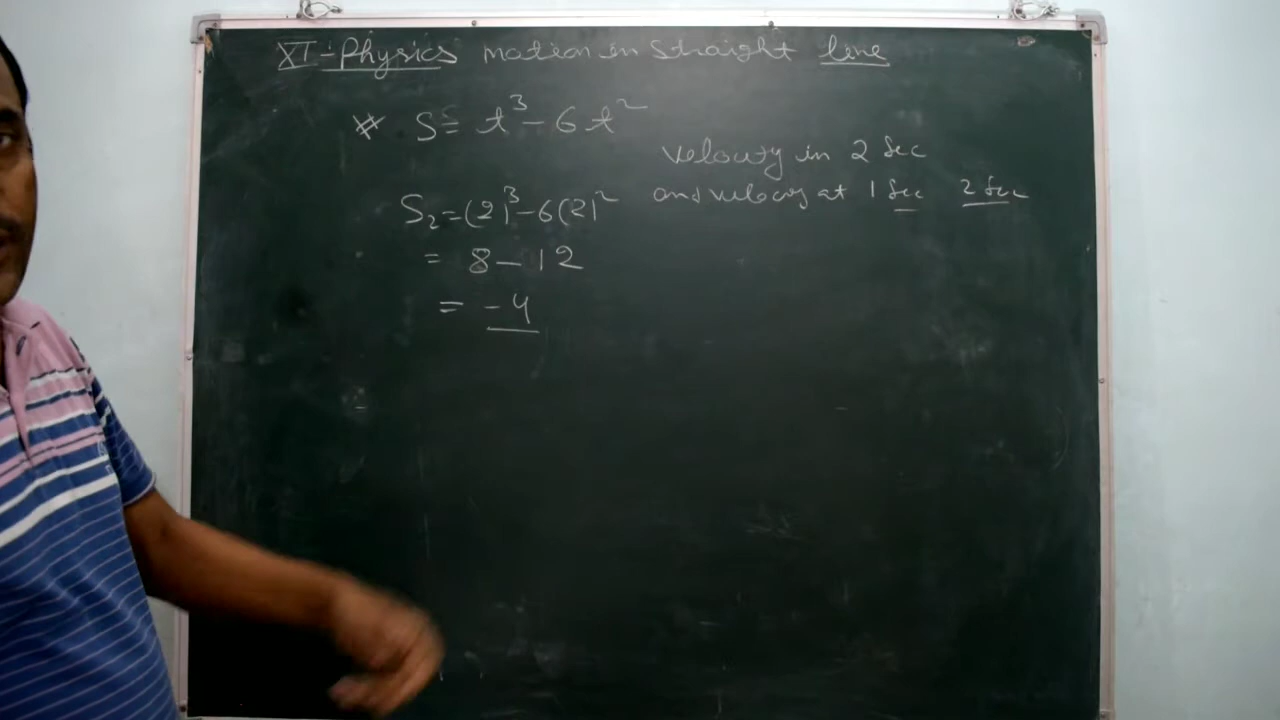 XI - Physics Motion in Straight line
* S = t³ - 6t²
Velocity in 2 Sec
and velocity at 1 Sec 2 Sec
S₂ = (2)³ - 6(2)²
= 8 - 12
= -4